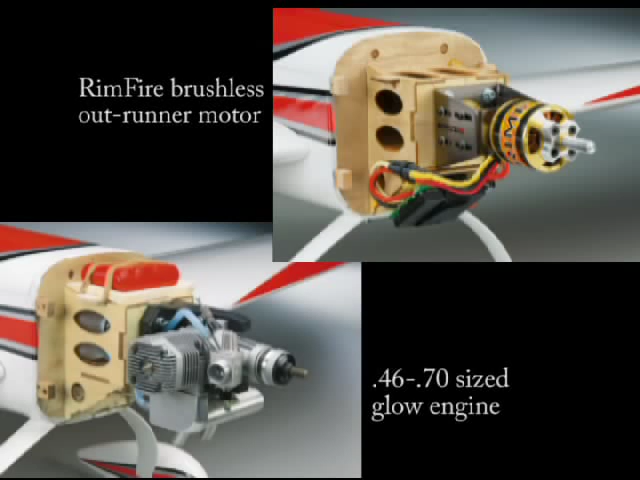 RimFire brushless
out-runner motor
.46-.70 sized
glow engine